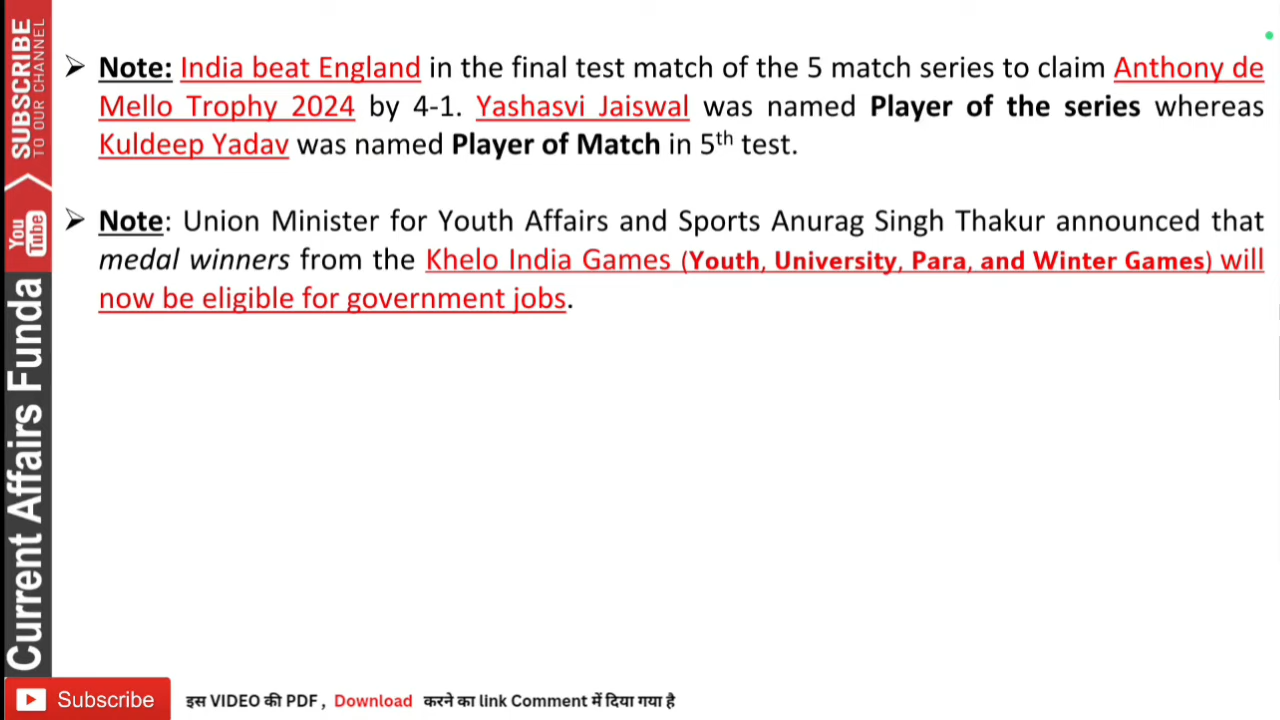 SUBSCRIBE
TO OUR CHANNEL
You
Tube
Current Affairs Funda
➢ Note: India beat England in the final test match of the 5 match series to claim Anthony de
Mello Trophy 2024 by 4-1. Yashasvi Jaiswal was named Player of the series whereas
Kuldeep Yadav was named Player of Match in 5th test.
➢ Note: Union Minister for Youth Affairs and Sports Anurag Singh Thakur announced that
medal winners from the Khelo India Games (Youth, University, Para, and Winter Games) will
now be eligible for government jobs.
Subscribe
इस VIDEO की PDF , Download करने का link Comment में दिया गया है